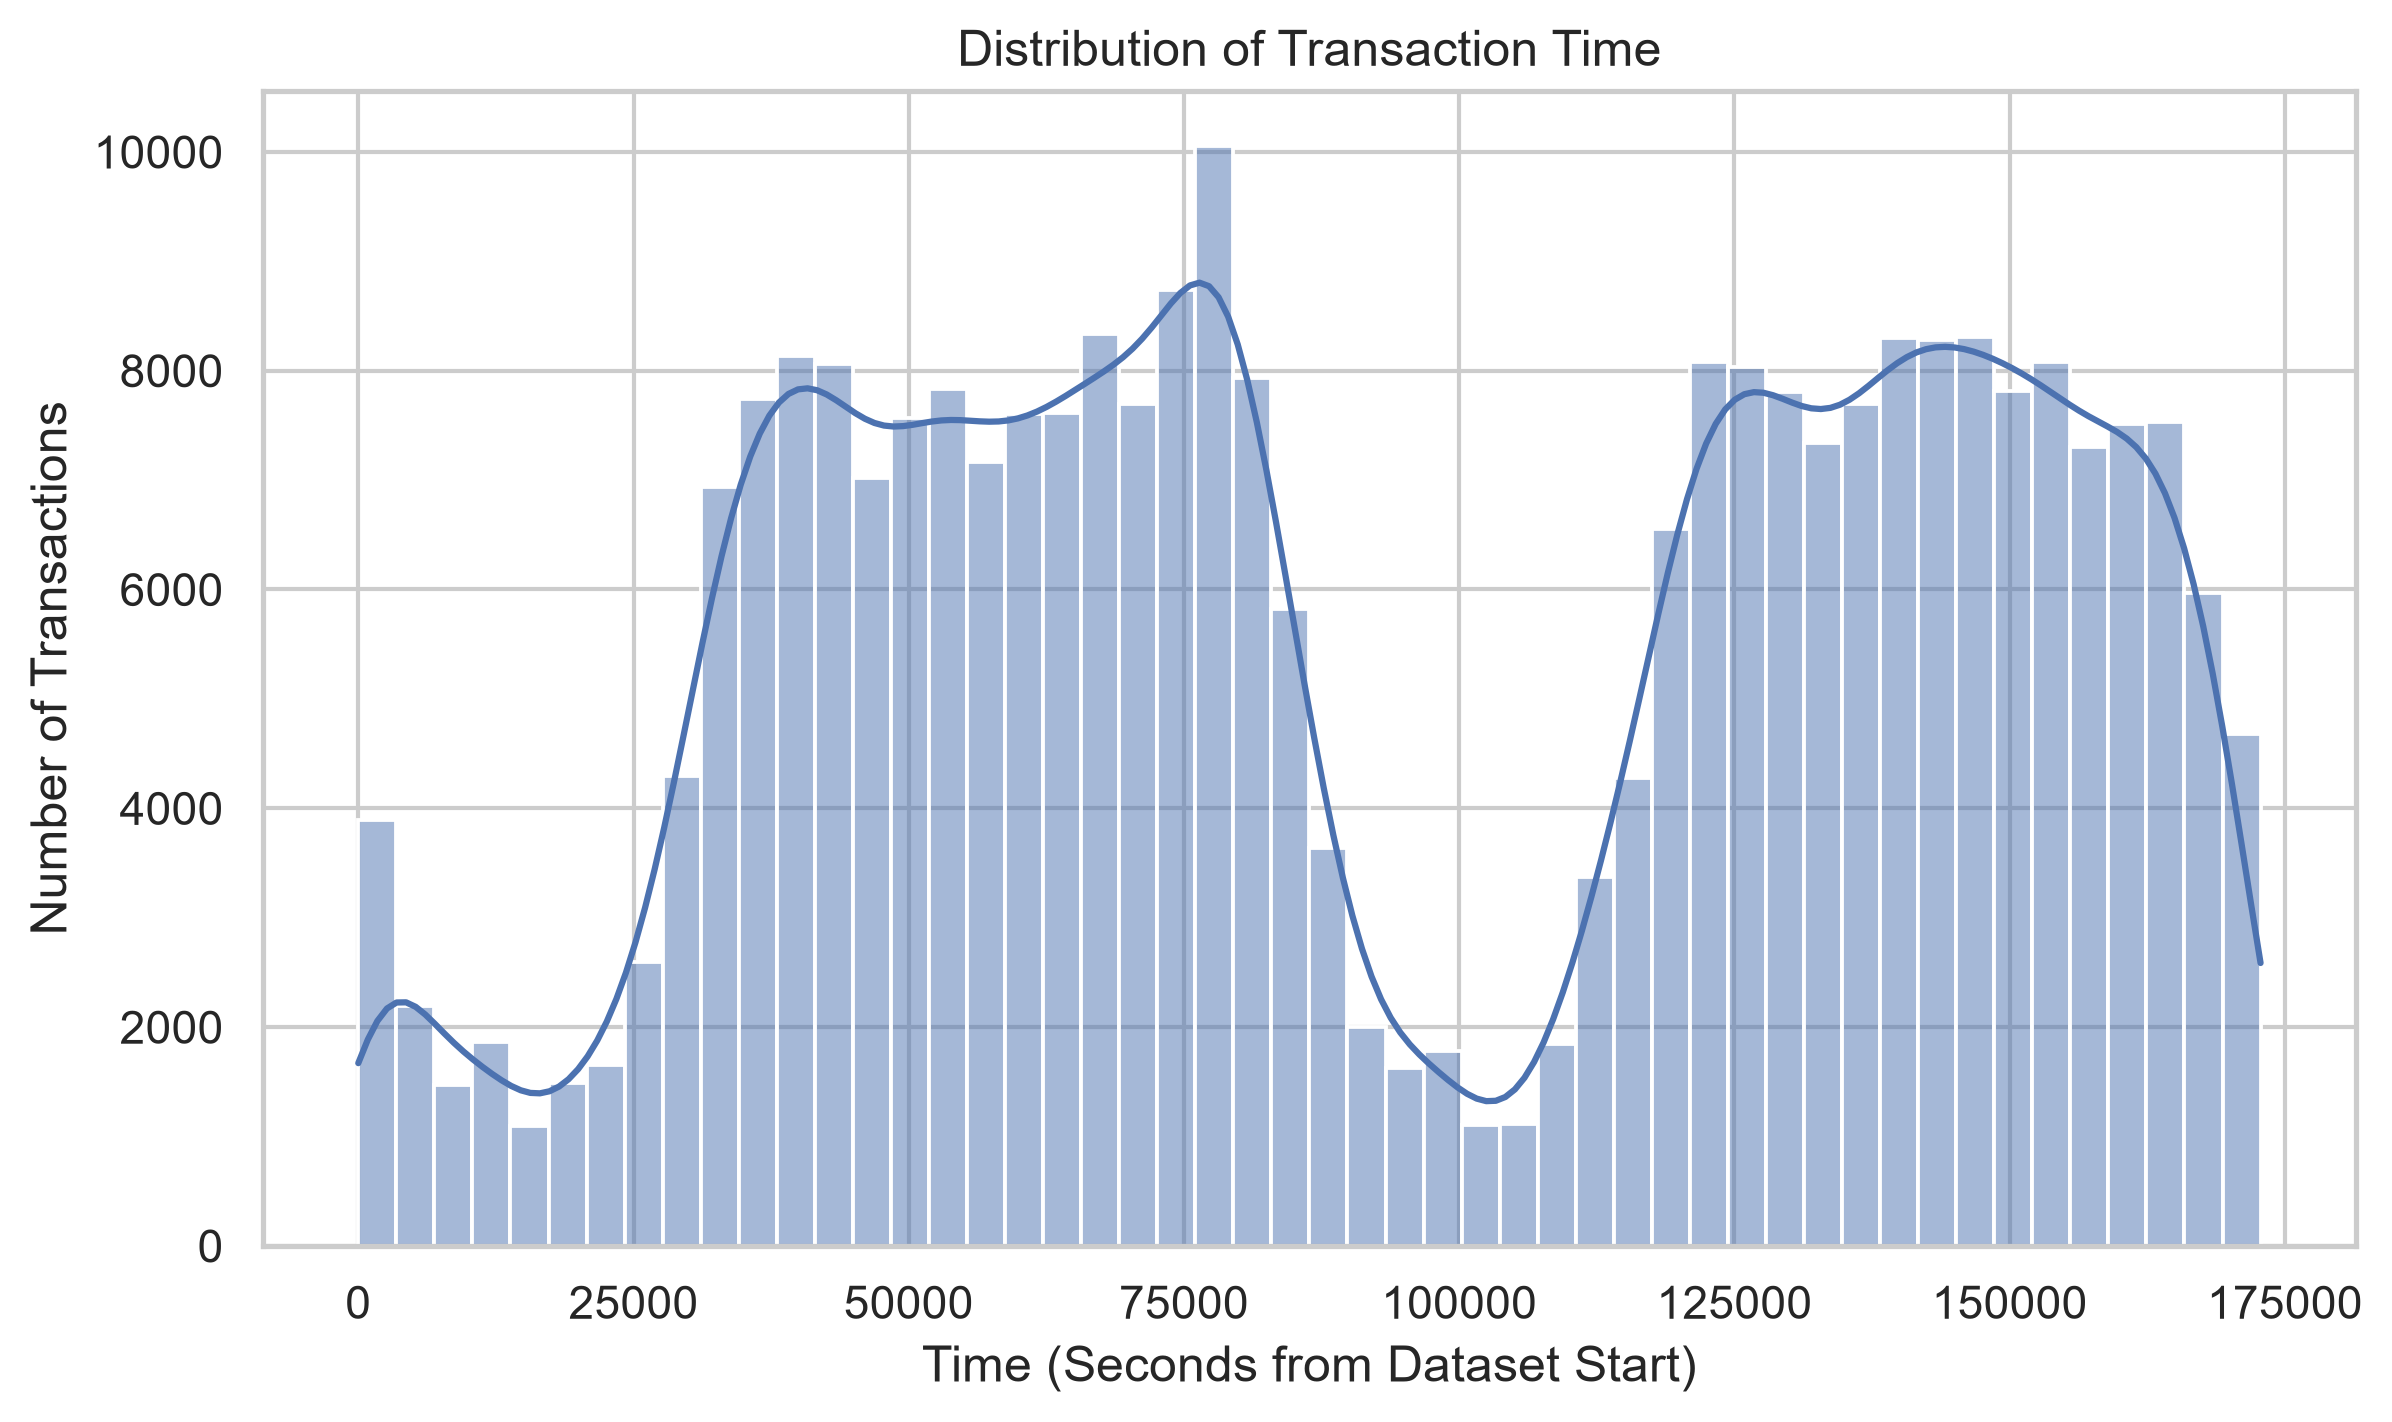 Distribution of Transaction Time
Number of Transactions
10000
8000
6000
4000
2000
0
0 25000 50000 75000 100000 125000 150000 175000
Time (Seconds from Dataset Start)